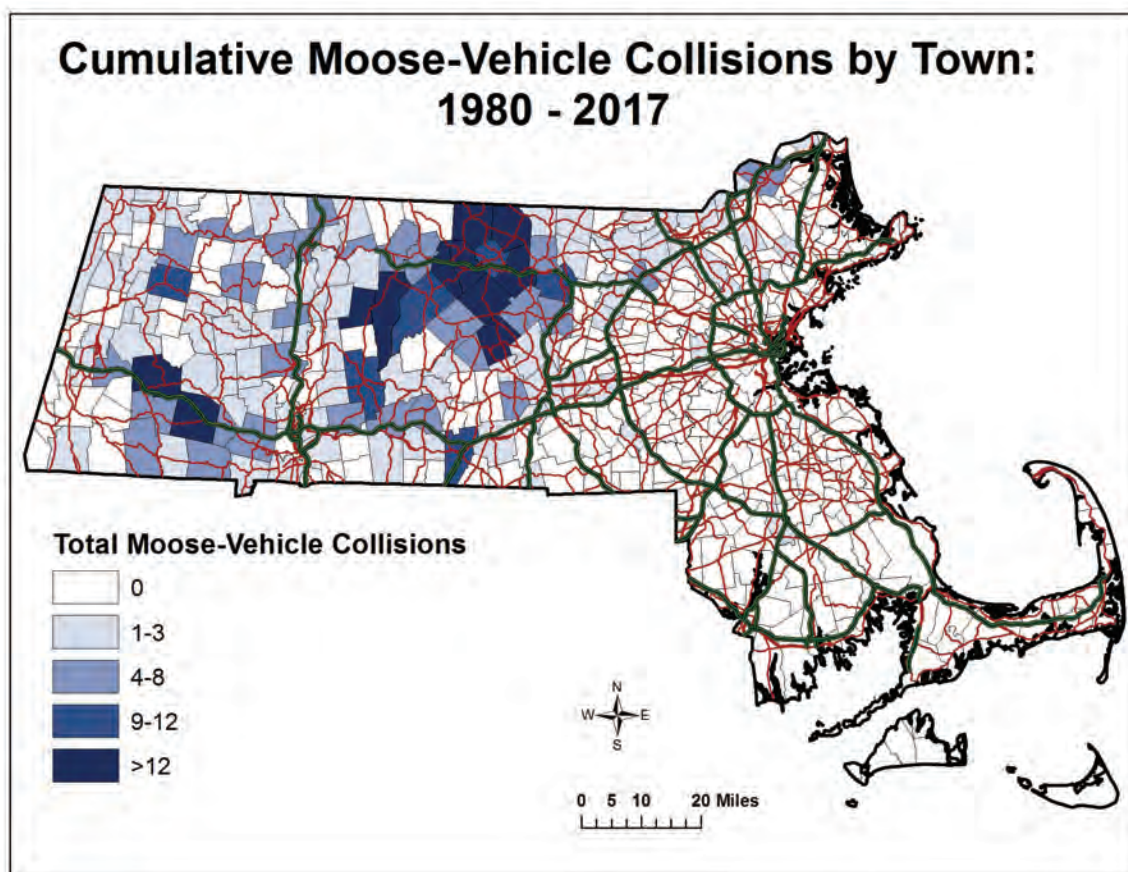 Cumulative Moose-Vehicle Collisions by Town:
1980 - 2017
Total Moose-Vehicle Collisions
0
1-3
4-8
9-12
>12
N
W E
S
0 5 10 20 Miles